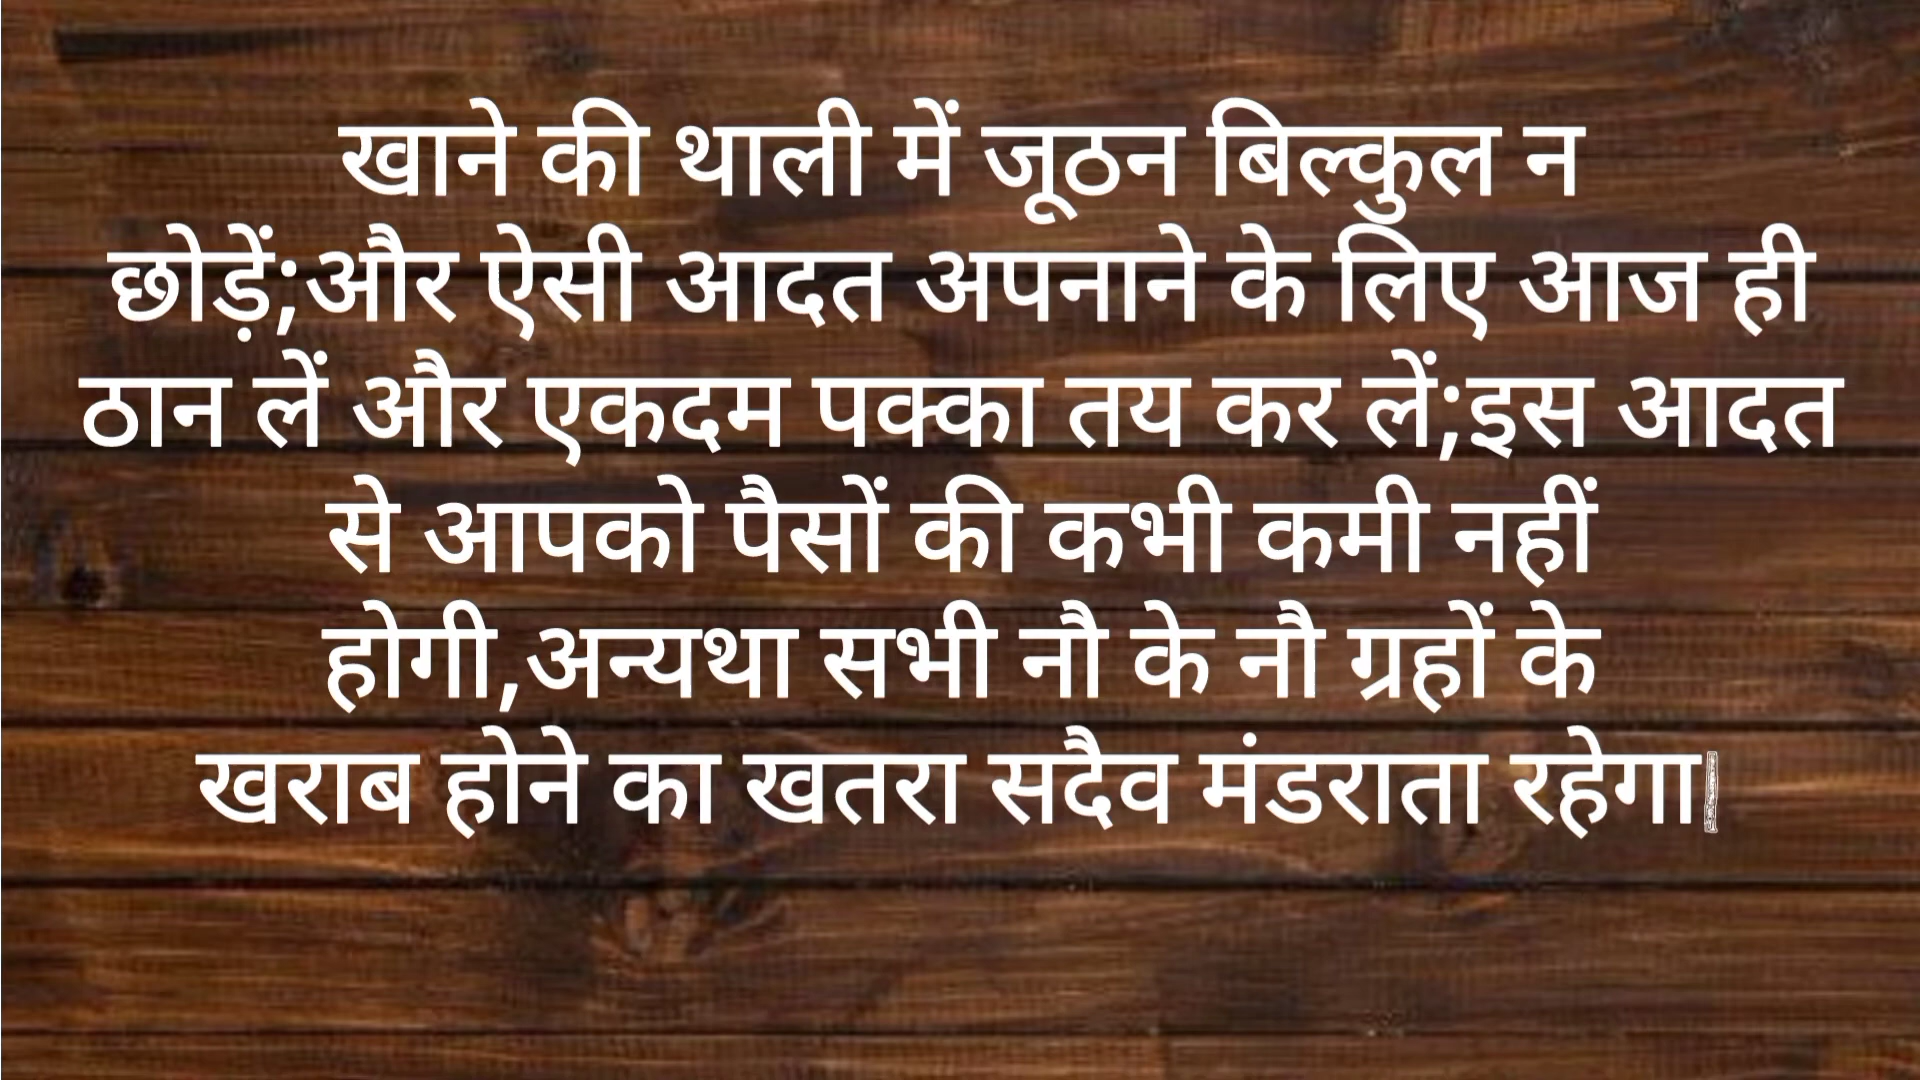 खाने की थाली में जूठन बिल्कुल न
छोड़ें;और ऐसी आदत अपनाने के लिए आज ही
ठान लें और एकदम पक्का तय कर लें;इस आदत
से आपको पैसों की कभी कमी नहीं
होगी,अन्यथा सभी नौ के नौ ग्रहों के
खराब होने का खतरा सदैव मंडराता रहेगा।